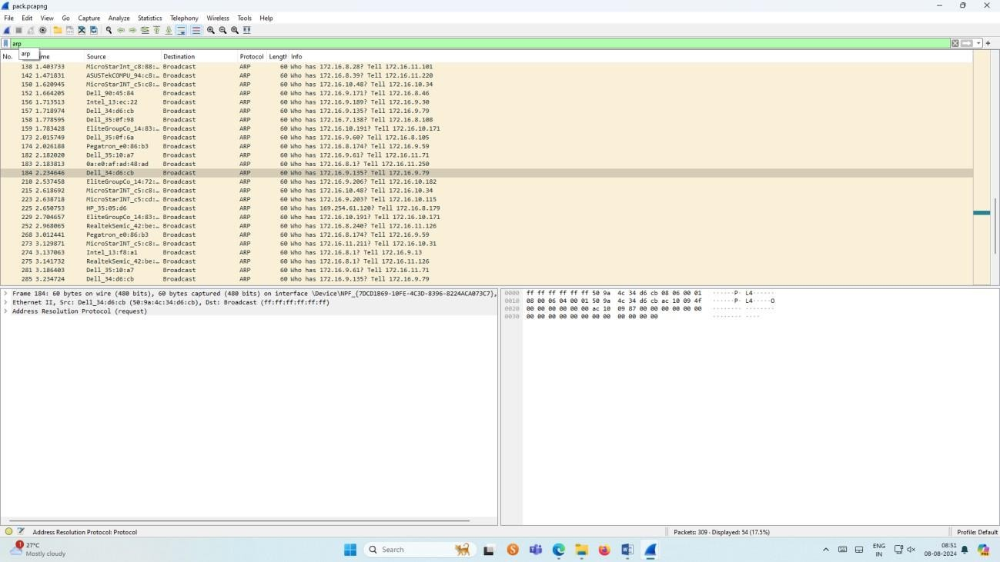 pack.pcapng
File Edit View Go Capture Analyze Statistics Telephony Wireless Tools Help
arp
arp
No. me Source Destination Protocol Length Info
138 1.403733 MicroStarInt_c8:88:… Broadcast ARP 60 Who has 172.16.8.28? Tell 172.16.11.101
142 1.471831 ASUSTekCOMPU_94:c8:… Broadcast ARP 60 Who has 172.16.8.39? Tell 172.16.11.220
150 1.620945 MicroStarINT_c5:c8:… Broadcast ARP 60 Who has 172.16.10.48? Tell 172.16.10.34
152 1.664205 Dell_90:45:84 Broadcast ARP 60 Who has 172.16.9.171? Tell 172.16.8.46
156 1.713513 Intel_13:ec:22 Broadcast ARP 60 Who has 172.16.9.189? Tell 172.16.9.30
157 1.718974 Dell_34:d6:cb Broadcast ARP 60 Who has 172.16.9.135? Tell 172.16.9.79
158 1.778595 Dell_35:0f:98 Broadcast ARP 60 Who has 172.16.7.138? Tell 172.16.8.108
159 1.783428 EliteGroupCo_14:83:… Broadcast ARP 60 Who has 172.16.10.191? Tell 172.16.10.171
173 2.015749 Dell_35:0f:6a Broadcast ARP 60 Who has 172.16.9.60? Tell 172.16.8.105
174 2.026188 Pegatron_e0:86:b3 Broadcast ARP 60 Who has 172.16.8.174? Tell 172.16.9.59
182 2.182020 Dell_35:10:a7 Broadcast ARP 60 Who has 172.16.9.61? Tell 172.16.11.71
183 2.183813 0a:e0:af:ad:48:ad Broadcast ARP 60 Who has 172.16.8.1? Tell 172.16.11.250
184 2.234646 Dell_34:d6:cb Broadcast ARP 60 Who has 172.16.9.135? Tell 172.16.9.79
210 2.537458 EliteGroupCo_14:72:… Broadcast ARP 60 Who has 172.16.9.206? Tell 172.16.10.182
215 2.618692 MicroStarINT_c5:c8:… Broadcast ARP 60 Who has 172.16.10.48? Tell 172.16.10.34
223 2.638718 MicroStarINT_c5:cd:… Broadcast ARP 60 Who has 172.16.9.203? Tell 172.16.10.115
225 2.650753 HP_35:05:d6 Broadcast ARP 60 Who has 169.254.61.120? Tell 172.16.8.179
229 2.704657 EliteGroupCo_14:83:… Broadcast ARP 60 Who has 172.16.10.191? Tell 172.16.10.171
252 2.968065 RealtekSemic_42:be:… Broadcast ARP 60 Who has 172.16.8.240? Tell 172.16.11.126
268 3.012441 Pegatron_e0:86:b3 Broadcast ARP 60 Who has 172.16.8.174? Tell 172.16.9.59
273 3.129871 MicroStarINT_c5:c8:… Broadcast ARP 60 Who has 172.16.11.211? Tell 172.16.10.31
274 3.137063 Intel_13:f8:a1 Broadcast ARP 60 Who has 172.16.8.1? Tell 172.16.9.13
275 3.141732 RealtekSemic_42:be:… Broadcast ARP 60 Who has 172.16.8.1? Tell 172.16.11.126
281 3.186403 Dell_35:10:a7 Broadcast ARP 60 Who has 172.16.9.61? Tell 172.16.11.71
285 3.234724 Dell_34:d6:cb Broadcast ARP 60 Who has 172.16.9.135? Tell 172.16.9.79
Frame 184: 60 bytes on wire (480 bits), 60 bytes captured (480 bits) on interface \Device\NPF_{7DCD1B69-10FE-4C3D-8396-8224ACA073C7},
Ethernet II, Src: Dell_34:d6:cb (50:9a:4c:34:d6:cb), Dst: Broadcast (ff:ff:ff:ff:ff:ff)
Address Resolution Protocol (request)
0000 ff ff ff ff ff ff 50 9a 4c 34 d6 cb 08 06 00 01 ······P· L4······
0010 08 00 06 04 00 01 50 9a 4c 34 d6 cb ac 10 09 4f ······P· L4·····O
0020 00 00 00 00 00 00 ac 10 09 87 00 00 00 00 00 00 ········ ········
0030 00 00 00 00 00 00 00 00 00 00 00 00 ········ ····
Address Resolution Protocol: Protocol
Packets: 309 · Displayed: 54 (17.5%)
Profile: Default
1
27°C
Mostly cloudy
Search
ENG
IN
08:51
08-08-2024